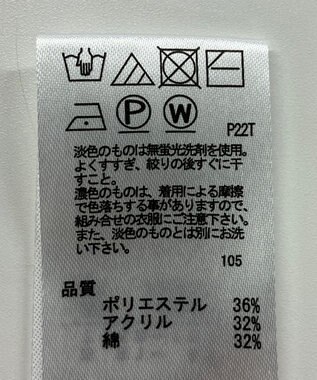 P W P22T
淡色のものは無蛍光洗剤を使用。
よくすすぎ、絞りの後すぐに干
すこと。
濃色のものは、着用による摩擦
で色落ちする事がありますので、
組み合せの衣服にご注意下さい。
また、淡色のものとは別にお洗
い下さい。
105
品質
ポリエステル 36%
アクリル 32%
綿 32%